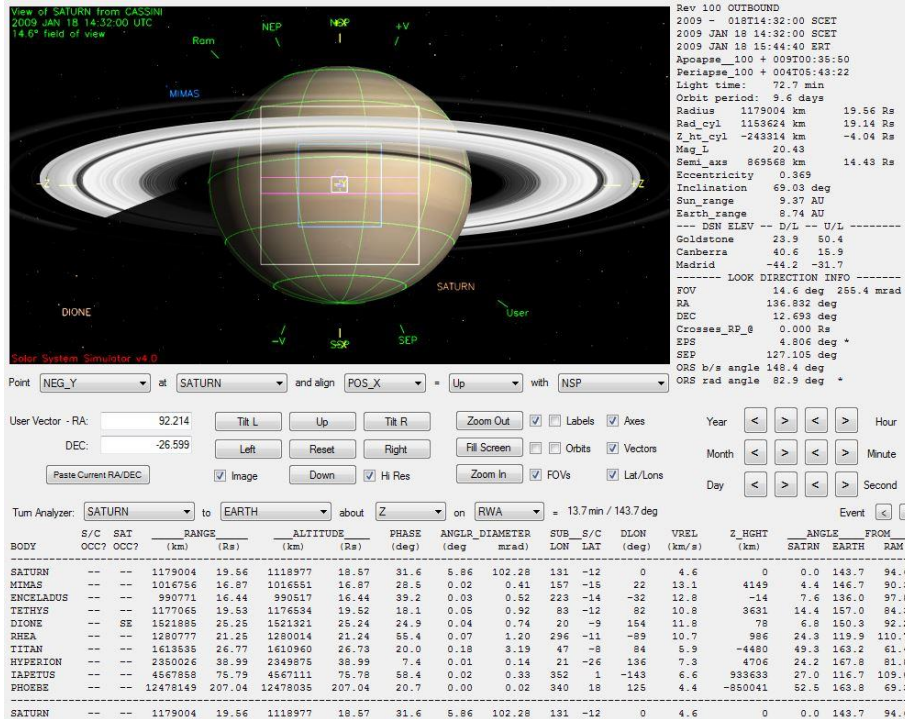 View of SATURN from CASSINI
2009 JAN 18 14:32:00 UTC
14.6° field of view
Ram
NEP
+V
MIMAS
-Z
+Z
SATURN
DIONE
User
-V
SEP
Solar System Simulator v4.0
Rev 100 OUTBOUND
2009 - 018T14:32:00 SCET
2009 JAN 18 14:32:00 SCET
2009 JAN 18 15:44:40 ERT
Apoapse__100 + 009T00:35:50
Periapse_100 + 004T05:43:22
Light time: 72.7 min
Orbit period: 9.6 days
Radius 1179004 km 19.56 Rs
Rad_cyl 1153624 km 19.14 Rs
Z_ht_cyl -243314 km -4.04 Rs
Mag_L 20.43
Semi_axs 869568 km 14.43 Rs
Eccentricity 0.369
Inclination 69.03 deg
Sun_range 9.37 AU
Earth_range 8.74 AU
--- DSN ELEV -- D/L -- U/L --------
Goldstone 23.9 50.4
Canberra 40.6 15.9
Madrid -44.2 -31.7
------- LOOK DIRECTION INFO -------
FOV 14.6 deg 255.4 mrad
RA 136.832 deg
DEC 12.693 deg
Crosses_RP_@ 0.000 Rs
EPS 4.806 deg *
SEP 127.105 deg
ORS b/s angle 148.4 deg
ORS rad angle 82.9 deg *
Point NEG_Y at SATURN and align POS_X = Up with NSP
User Vector - RA: 92.214 Tilt L Up Tilt R Zoom Out Labels Axes Year < > < > Hour
DEC: -26.599 Left Reset Right Fill Screen Orbits Vectors Month < > < > Minute
Paste Current RA/DEC Image Down Hi Res Zoom In FOVs Lat/Lons Day < > < > Second
Turn Analyzer: SATURN to EARTH about Z on RWA = 13.7 min / 143.7 deg Event <
S/C SAT RANGE ALTITUDE PHASE ANGLR_DIAMETER SUB__S/C DLON VREL Z_HGHT ANGLE FROM
BODY OCC? OCC? (km) (Rs) (km) (Rs) (deg) (deg mrad) LON LAT (deg) (km/s) (km) SATRN EARTH RAM
SATURN -- -- 1179004 19.56 1118977 18.57 31.6 5.86 102.28 131 -12 0 4.6 0 0.0 143.7 94.
MIMAS -- -- 1016756 16.87 1016551 16.87 28.5 0.02 0.41 157 -15 22 13.1 4149 4.4 146.7 90.
ENCELADUS -- -- 990771 16.44 990517 16.44 39.2 0.03 0.52 223 -14 -32 12.8 -14 7.6 136.0 97.
TETHYS -- -- 1177065 19.53 1176534 19.52 18.1 0.05 0.92 83 -12 82 10.8 3631 14.4 157.0 84.
DIONE -- SE 1521885 25.25 1521321 25.24 24.9 0.04 0.74 20 -9 154 11.8 78 6.8 150.3 92.
RHEA -- -- 1280777 21.25 1280014 21.24 55.4 0.07 1.20 296 -11 -89 10.7 986 24.3 119.9 110.
TITAN -- -- 1613535 26.77 1610960 26.73 20.0 0.18 3.19 47 -8 84 5.9 -4480 49.3 163.2 61.
HYPERION -- -- 2350026 38.99 2349875 38.99 7.4 0.01 0.14 21 -26 136 7.3 4706 24.2 167.8 81.
IAPETUS -- -- 4567858 75.79 4567111 75.78 58.4 0.02 0.33 352 1 -143 6.6 933633 27.0 116.7 109.
PHOEBE -- -- 12478149 207.04 12478035 207.04 20.7 0.00 0.02 340 18 125 4.4 -850041 52.5 163.8 69.
SATURN -- -- 1179004 19.56 1118977 18.57 31.6 5.86 102.28 131 -12 0 4.6 0 0.0 143.7 94.